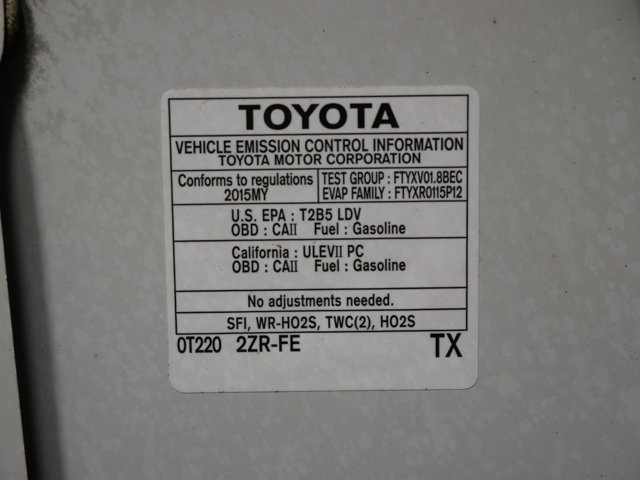 TOYOTA
VEHICLE EMISSION CONTROL INFORMATION
TOYOTA MOTOR CORPORATION
Conforms to regulations
2015MY
TEST GROUP : FTYXV01.8BEC
EVAP FAMILY : FTYXR0115P12
U.S. EPA : T2B5 LDV
OBD : CAII Fuel : Gasoline
California : ULEVII PC
OBD : CAII Fuel : Gasoline
No adjustments needed.
SFI, WR-HO2S, TWC(2), HO2S
0T220 2ZR-FE TX